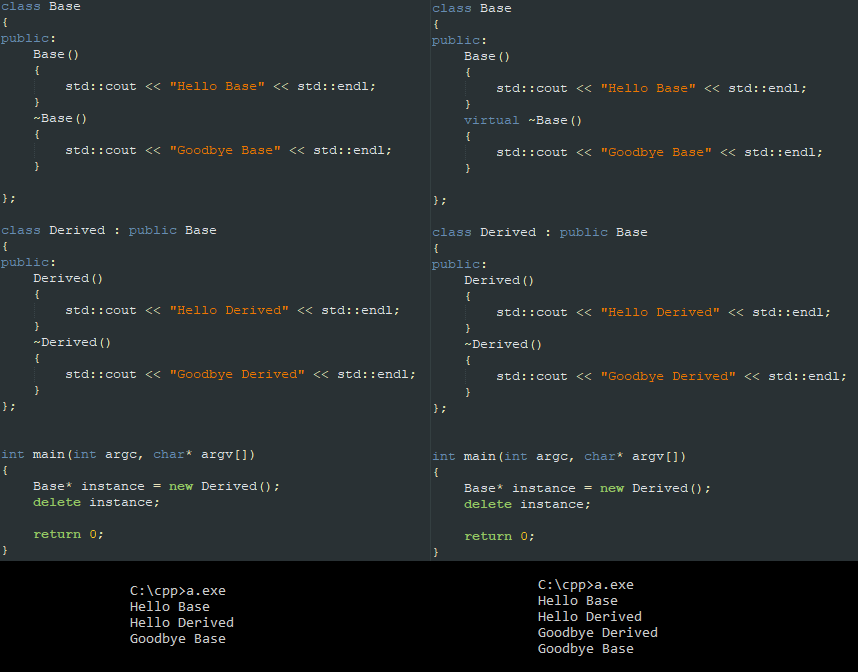 class Base
{
public:
    Base()
    {
        std::cout << "Hello Base" << std::endl;
    }
    ~Base()
    {
        std::cout << "Goodbye Base" << std::endl;
    }

};

class Derived : public Base
{
public:
    Derived()
    {
        std::cout << "Hello Derived" << std::endl;
    }
    ~Derived()
    {
        std::cout << "Goodbye Derived" << std::endl;
    }
};


int main(int argc, char* argv[])
{
    Base* instance = new Derived();
    delete instance;

    return 0;
}
C:\cpp>a.exe
Hello Base
Hello Derived
Goodbye Base
class Base
{
public:
    Base()
    {
        std::cout << "Hello Base" << std::endl;
    }
    virtual ~Base()
    {
        std::cout << "Goodbye Base" << std::endl;
    }

};

class Derived : public Base
{
public:
    Derived()
    {
        std::cout << "Hello Derived" << std::endl;
    }
    ~Derived()
    {
        std::cout << "Goodbye Derived" << std::endl;
    }
};


int main(int argc, char* argv[])
{
    Base* instance = new Derived();
    delete instance;

    return 0;
}
C:\cpp>a.exe
Hello Base
Hello Derived
Goodbye Derived
Goodbye Base